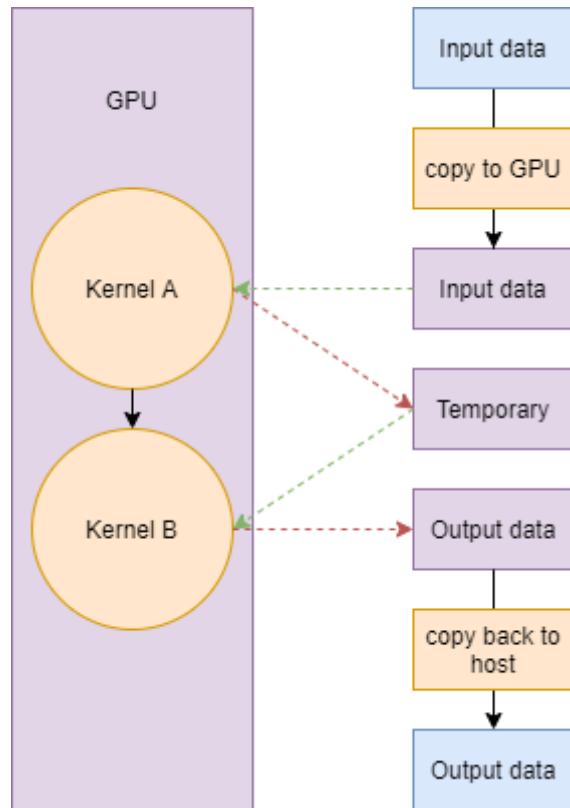 GPU
Kernel A
Kernel B
Input data
copy to GPU
Input data
Temporary
Output data
copy back to
host
Output data